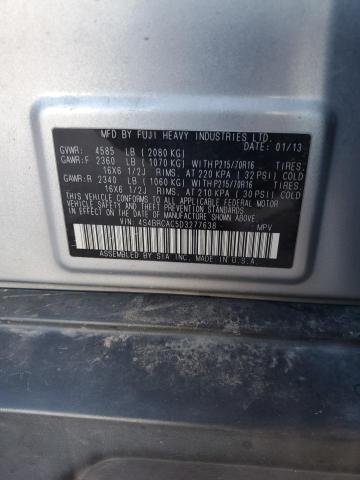 MFD BY FUJI HEAVY INDUSTRIES LTD.
DATE: 01/13
GVWR: 4585 LB (2080 KG)
GAWR:F 2360 LB (1070 KG) WITH P215/70R16 TIRES,
16X6 1/2J RIMS, AT 220 KPA (32 PSI) COLD
GAWR:R 2340 LB (1060 KG) WITH P215/70R16 TIRES,
16X6 1/2J RIMS, AT 210 KPA (30 PSI) COLD
THIS VEHICLE CONFORMS TO ALL APPLICABLE FEDERAL MOTOR
VEHICLE SAFETY AND THEFT PREVENTION STANDARDS IN
EFFECT ON THE DATE OF MANUFACTURE SHOWN ABOVE.
VIN: 4S4BRCAC5D3277638 MPV
ASSEMBLED BY SIA INC. MADE IN U.S.A.